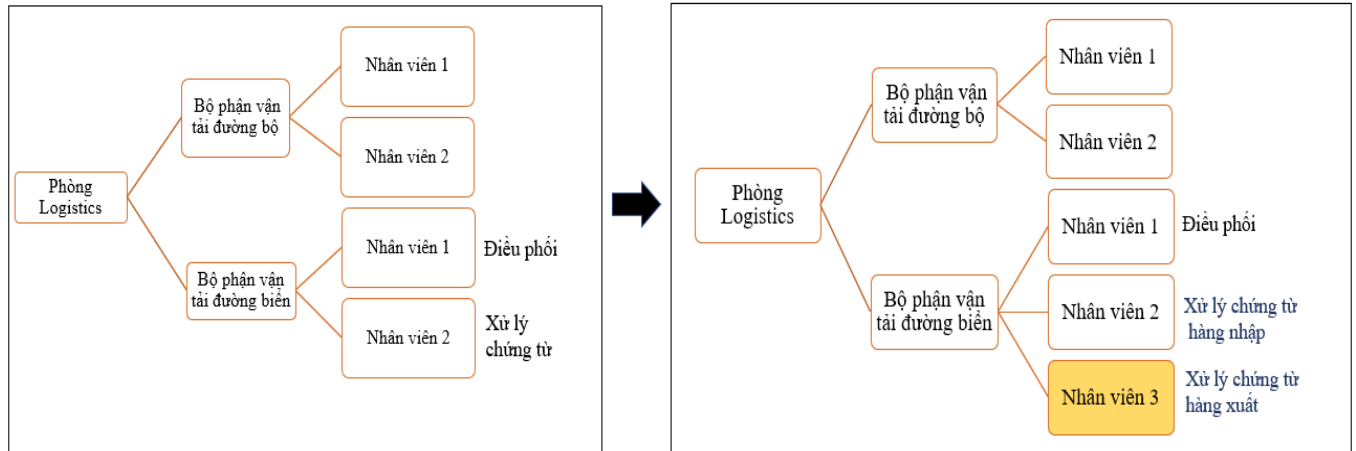 Phòng
Logistics
Bộ phận vận
tải đường bộ
Nhân viên 1
Nhân viên 2
Bộ phận vận
tải đường biển
Nhân viên 1
Điều phối
Nhân viên 2
Xử lý
chứng từ
Phòng
Logistics
Bộ phận vận
tải đường bộ
Nhân viên 1
Nhân viên 2
Bộ phận vận
tải đường biển
Nhân viên 1
Điều phối
Nhân viên 2
Xử lý chứng từ
hàng nhập
Nhân viên 3
Xử lý chứng từ
hàng xuất